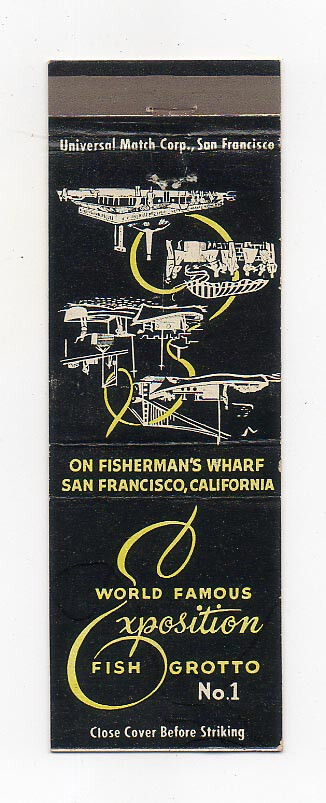 Universal Match Corp., San Francisco
ON FISHERMAN'S WHARF
SAN FRANCISCO, CALIFORNIA
WORLD FAMOUS
Exposition
FISH GROTTO
No.1
Close Cover Before Striking